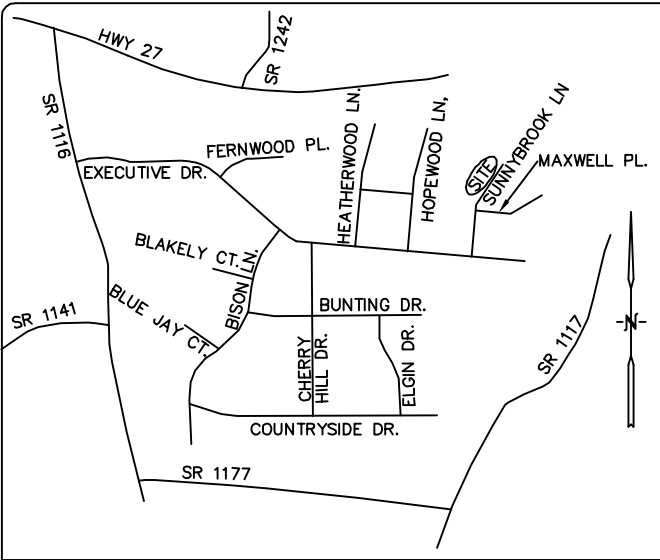 HWY 27
SR 1242
SR 1116
FERNWOOD PL.
EXECUTIVE DR.
HEATHERWOOD LN.
HOPEWOOD LN,
SITE
SUNNYBROOK LN
MAXWELL PL.
BLAKELY CT.
BISON LN.
BLUE JAY CT.
SR 1141
BUNTING DR.
CHERRY
HILL DR.
ELGIN DR.
SR 1117
N
COUNTRYSIDE DR.
SR 1177